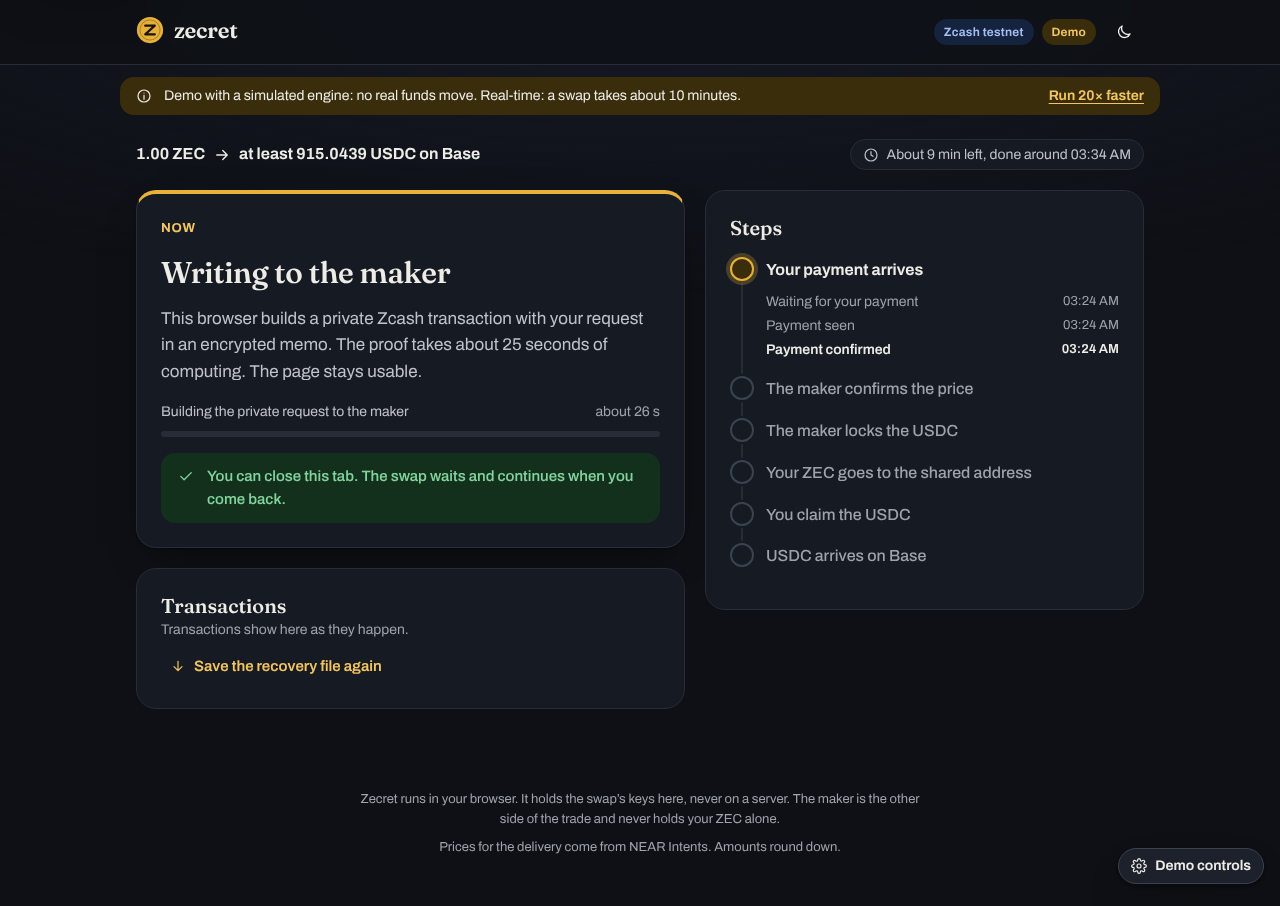 zecret
Zcash testnet
Demo
Demo with a simulated engine: no real funds move. Real-time: a swap takes about 10 minutes.
Run 20× faster
1.00 ZEC → at least 915.0439 USDC on Base
About 9 min left, done around 03:34 AM
NOW
Writing to the maker
This browser builds a private Zcash transaction with your request
in an encrypted memo. The proof takes about 25 seconds of
computing. The page stays usable.
Building the private request to the maker
about 26 s
You can close this tab. The swap waits and continues when you
come back.
Transactions
Transactions show here as they happen.
Save the recovery file again
Steps
Your payment arrives
Waiting for your payment 03:24 AM
Payment seen 03:24 AM
Payment confirmed 03:24 AM
The maker confirms the price
The maker locks the USDC
Your ZEC goes to the shared address
You claim the USDC
USDC arrives on Base
Zecret runs in your browser. It holds the swap’s keys here, never on a server. The maker is the other
side of the trade and never holds your ZEC alone.
Prices for the delivery come from NEAR Intents. Amounts round down.
Demo controls